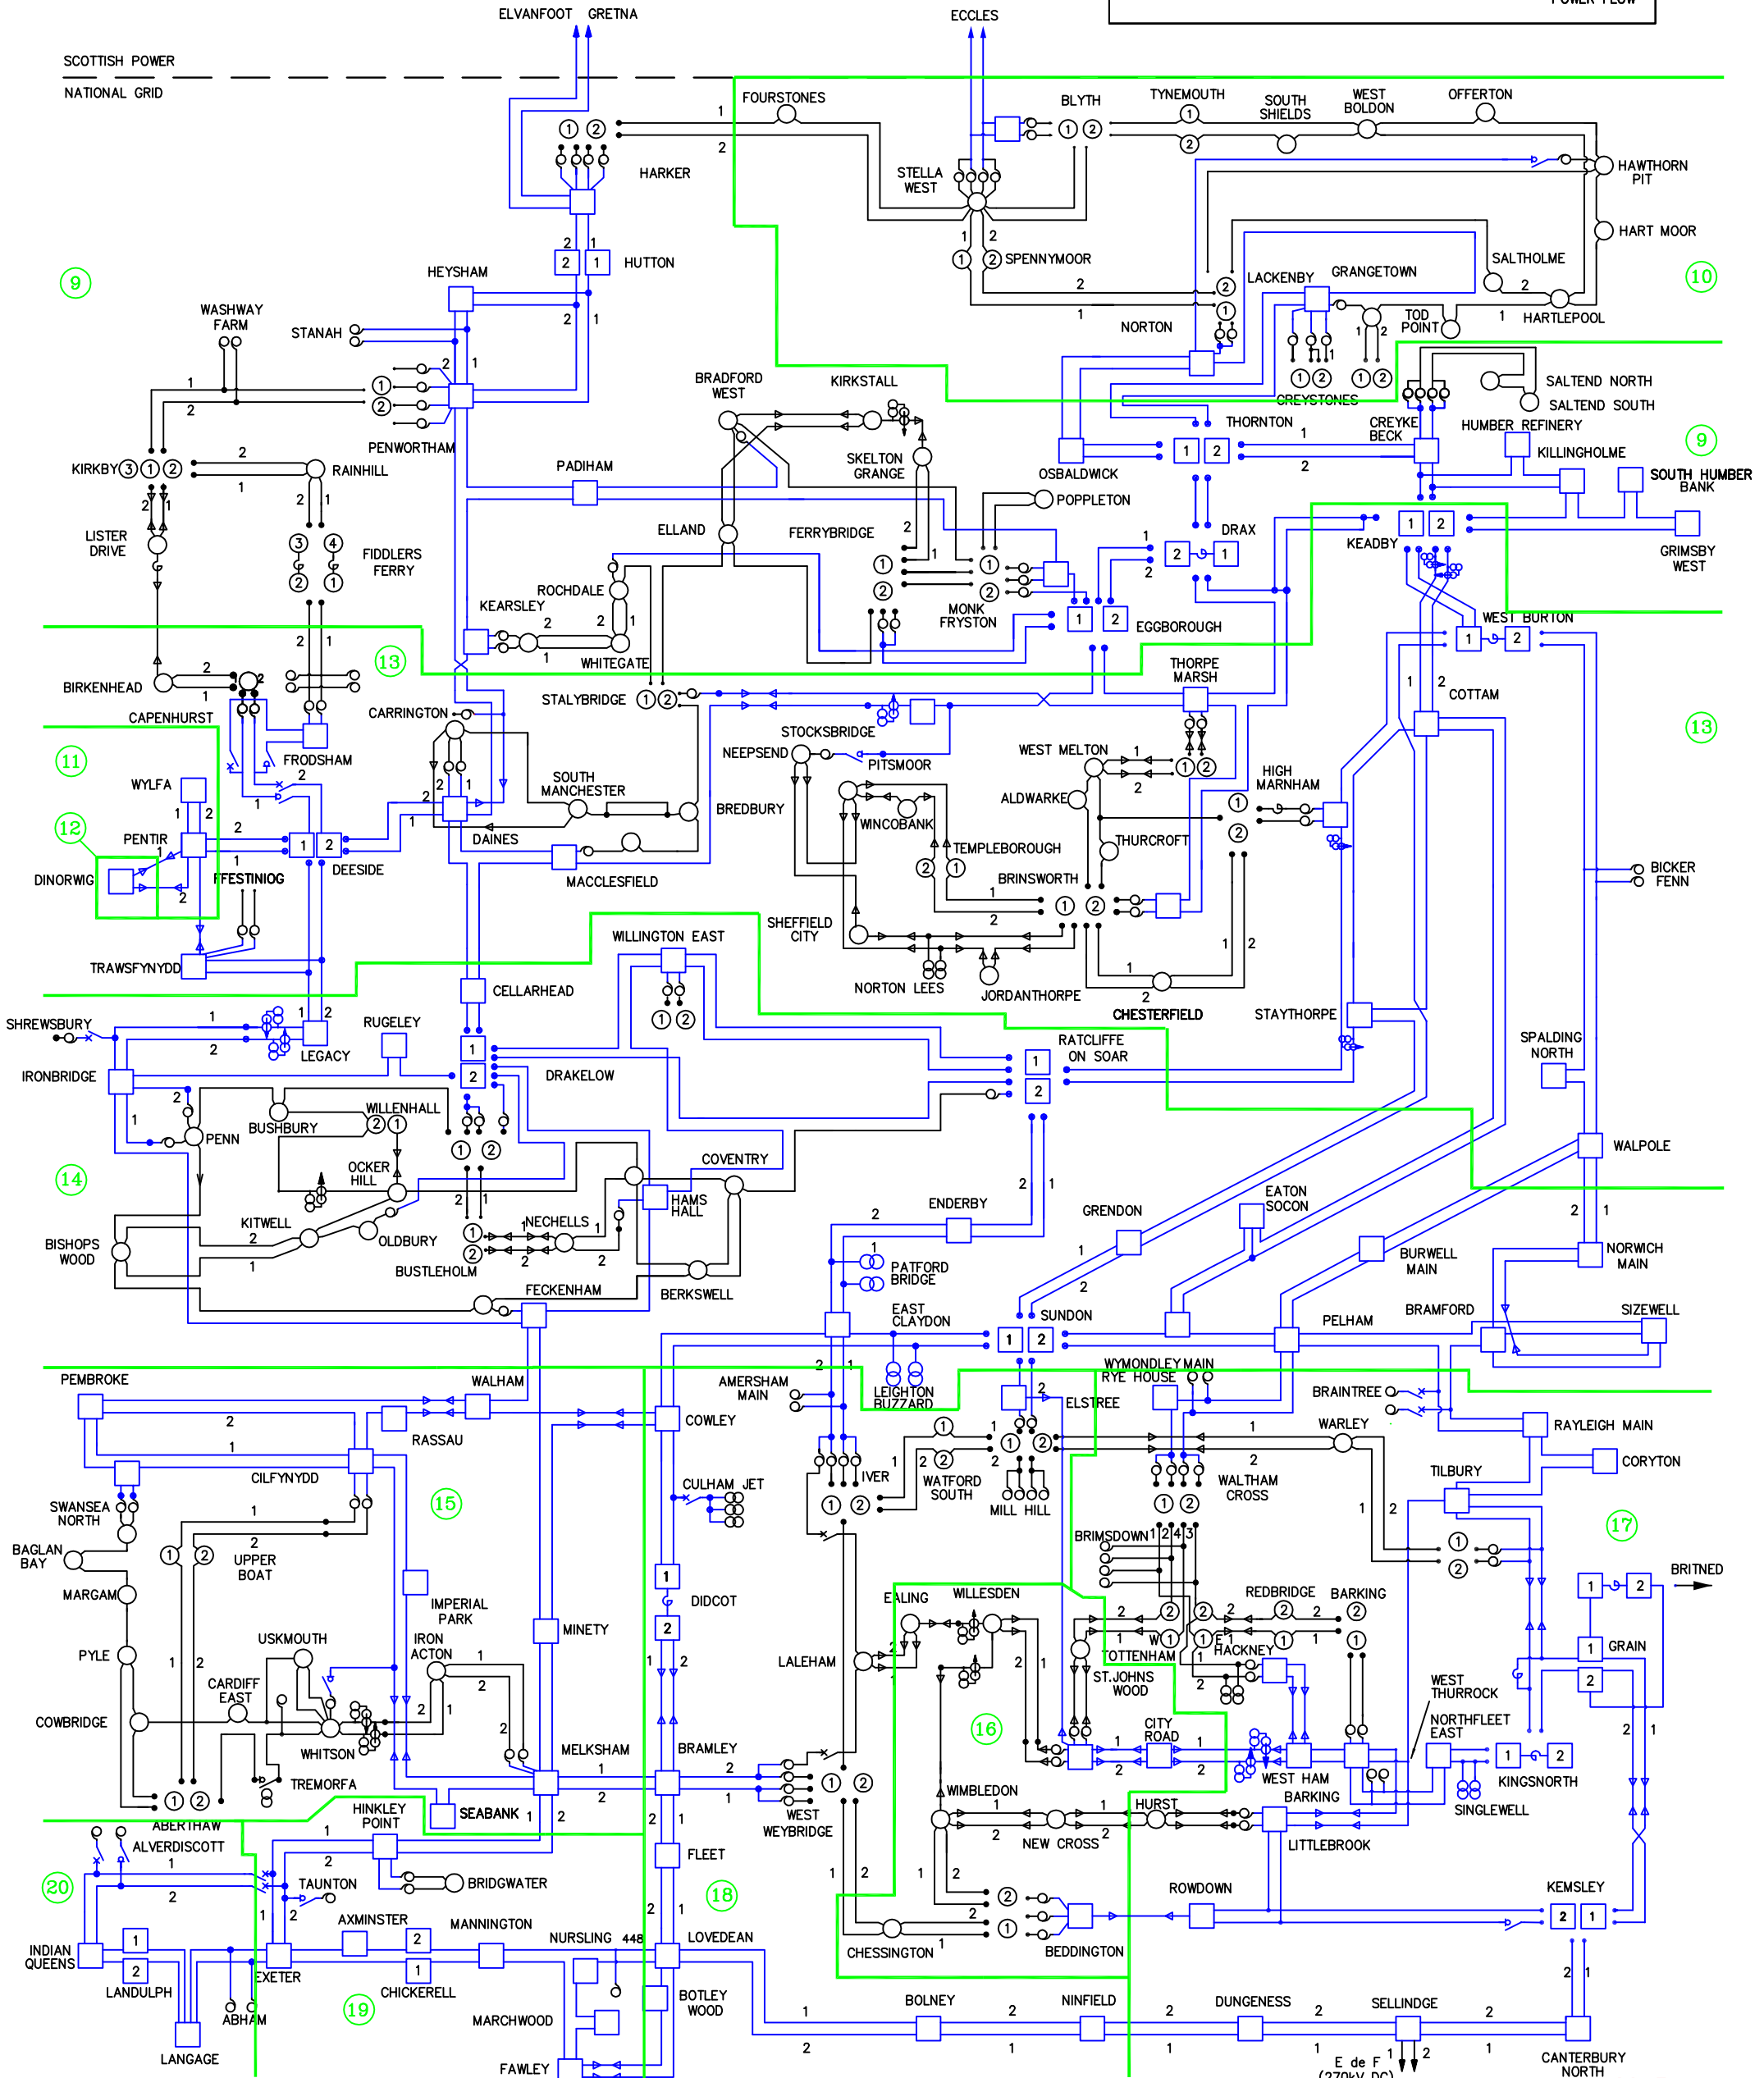 POWER FLOW
ELVANFOOT GRETNA
ECCLES
SCOTTISH POWER
NATIONAL GRID
FOURSTONES
BLYTH
TYNEMOUTH
SOUTH
SHIELDS
WEST
BOLDON
OFFERTON
HARKER
STELLA
WEST
HAWTHORN
PIT
HART MOOR
SPENNYMOOR
HUTTON
HEYSHAM
SALTHOLME
LACKENBY
GRANGETOWN
9
10
WASHWAY
FARM
STANAH
NORTON
TOD
POINT
HARTLEPOOL
BRADFORD
WEST
KIRKSTALL
GREYSTONES
SALTEND NORTH
SALTEND SOUTH
PENWORTHAM
THORNTON
CREYKE
BECK
HUMBER REFINERY
KILLINGHOLME
9
SOUTH HUMBER
BANK
KIRKBY
RAINHILL
PADIHAM
SKELTON
GRANGE
OSBALDWICK
POPPLETON
LISTER
DRIVE
FIDDLERS
FERRY
ELLAND
FERRYBRIDGE
DRAX
KEADBY
GRIMSBY
WEST
ROCHDALE
KEARSLEY
MONK
FRYSTON
EGGBOROUGH
WEST BURTON
WHITEGATE
13
BIRKENHEAD
STALYBRIDGE
THORPE
MARSH
COTTAM
CAPENHURST
CARRINGTON
STOCKSBRIDGE
NEEPSEND
PITSMOOR
WEST MELTON
13
FRODSHAM
11
WYLFA
SOUTH
MANCHESTER
HIGH
MARNHAM
ALDWARKE
BREDBURY
WINCOBANK
12
PENTIR
DAINES
THURCROFT
TEMPLEBOROUGH
DINORWIG
FFESTINIOG
DEESIDE
MACCLESFIELD
BRINSWORTH
BICKER
FENN
SHEFFIELD
CITY
WILLINGTON EAST
TRAWSFYNYDD
CELLARHEAD
NORTON LEES
JORDANTHORPE
CHESTERFIELD
STAYTHORPE
SHREWSBURY
RUGELEY
LEGACY
RATCLIFFE
ON SOAR
SPALDING
NORTH
IRONBRIDGE
DRAKELOW
WILLENHALL
BUSHBURY
PENN
WALPOLE
14
OCKER
HILL
COVENTRY
HAMS
HALL
ENDERBY
EATON
SOCON
GRENDON
KITWELL
OLDBURY
NECHELLS
BISHOPS
WOOD
BUSTLEHOLM
BURWELL
MAIN
NORWICH
MAIN
PATFORD
BRIDGE
FECKENHAM
BERKSWELL
EAST
CLAYDON
SUNDON
PELHAM
BRAMFORD
SIZEWELL
PEMBROKE
WALHAM
AMERSHAM
MAIN
LEIGHTON
BUZZARD
WYMONDLEY MAIN
RYE HOUSE
ELSTREE
BRAINTREE
RASSAU
COWLEY
WARLEY
RAYLEIGH MAIN
CORYTON
CILFYNYDD
CULHAM JET
IVER
WATFORD
SOUTH
MILL HILL
WALTHAM
CROSS
TILBURY
SWANSEA
NORTH
15
17
UPPER
BOAT
BRIMSDOWN
BAGLAN
BAY
MARGAM
BRITNED
IMPERIAL
PARK
DIDCOT
EALING
WILLESDEN
REDBRIDGE
BARKING
MINETY
USKMOUTH
IRON
ACTON
GRAIN
PYLE
LALEHAM
TOTTENHAM
HACKNEY
ST.JOHNS
WOOD
WEST
THURROCK
CARDIFF
EAST
COWBRIDGE
NORTHFLEET
EAST
16
CITY
ROAD
WHITSON
MELKSHAM
BRAMLEY
WEST HAM
KINGSNORTH
TREMORFA
WIMBLEDON
BARKING
SINGLEWELL
ABERTHAW
HINKLEY
POINT
SEABANK
WEST
WEYBRIDGE
NEW CROSS
HURST
LITTLEBROOK
ALVERDISCOTT
FLEET
20
TAUNTON
BRIDGWATER
18
ROWDOWN
KEMSLEY
AXMINSTER
MANNINGTON
NURSLING 448
LOVEDEAN
CHESSINGTON
BEDDINGTON
INDIAN
QUEENS
LANDULPH
EXETER
CHICKERELL
ABHAM
19
MARCHWOOD
BOTLEY
WOOD
BOLNEY
NINFIELD
DUNGENESS
SELLINDGE
LANGAGE
FAWLEY
E de F
(270kV DC)
CANTERBURY
NORTH